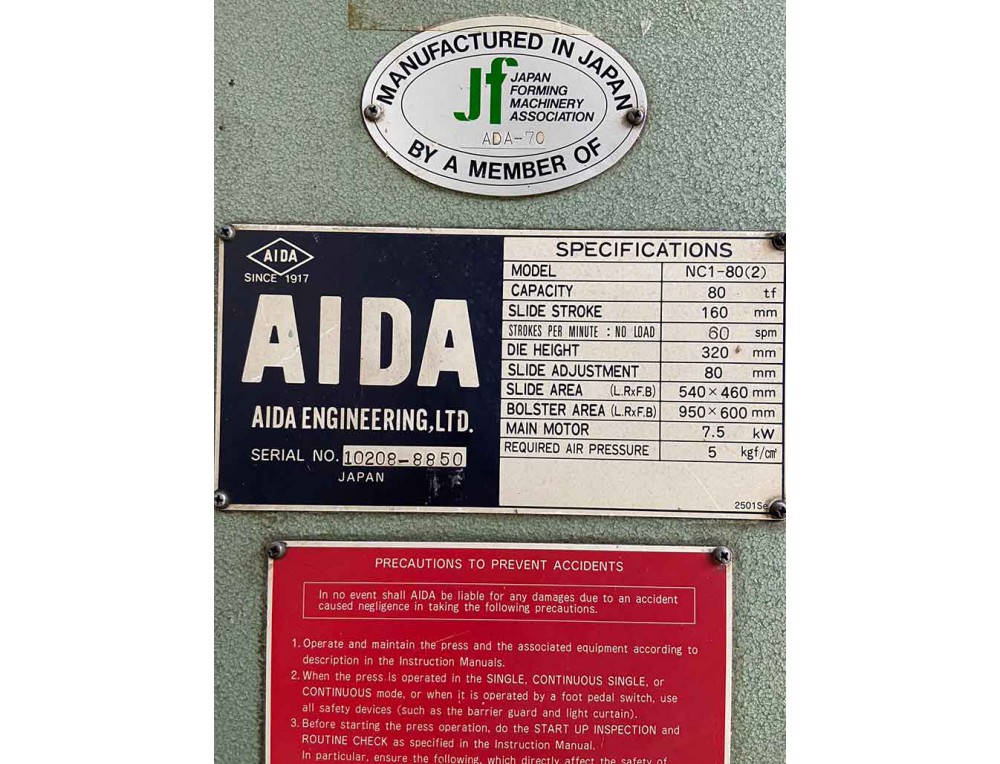 MANUFACTURED IN JAPAN
Jf
JAPAN
FORMING
MACHINERY
ASSOCIATION
ADA-70
BY A MEMBER OF
AIDA
SINCE 1917
AIDA
AIDA ENGINEERING,LTD.
SERIAL NO. 10208-8850
JAPAN
SPECIFICATIONS
MODEL NC1-80(2)
CAPACITY 80 tf
SLIDE STROKE 160 mm
STROKES PER MINUTE : NO LOAD 60 spm
DIE HEIGHT 320 mm
SLIDE ADJUSTMENT 80 mm
SLIDE AREA (L.RxF.B) 540×460 mm
BOLSTER AREA (L.RxF.B) 950×600 mm
MAIN MOTOR 7.5 kW
REQUIRED AIR PRESSURE 5 kgf/cm²
2501Se
PRECAUTIONS TO PREVENT ACCIDENTS
In no event shall AIDA be liable for any damages due to an accident
caused negligence in taking the following precautions.
1. Operate and maintain the press and the associated equipment according to
description in the Instruction Manuals.
2. When the press is operated in the SINGLE, CONTINUOUS SINGLE, or
CONTINUOUS mode, or when it is operated by a foot pedal switch, use
all safety devices (such as the barrier guard and light curtain).
3. Before starting the press operation, do the START UP INSPECTION and
ROUTINE CHECK as specified in the Instruction Manual.
In particular, ensure the following, which directly affect the safety of